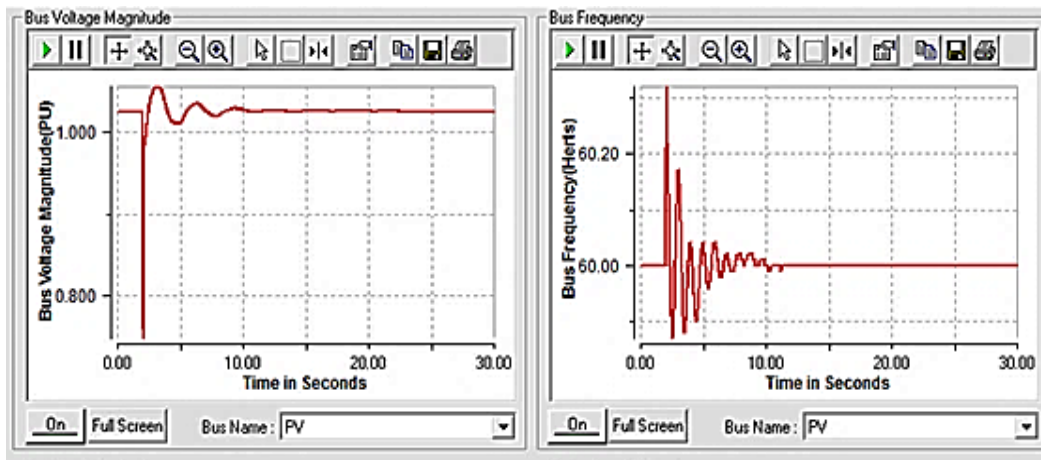 Bus Voltage Magnitude
Bus Voltage Magnitude(PU)
1.000
0.800
0.00 10.00 20.00 30.00
Time in Seconds
On Full Screen Bus Name : PV
Bus Frequency
Bus Frequency(Herts)
60.20
60.00
0.00 10.00 20.00 30.00
Time in Seconds
On Full Screen Bus Name : PV